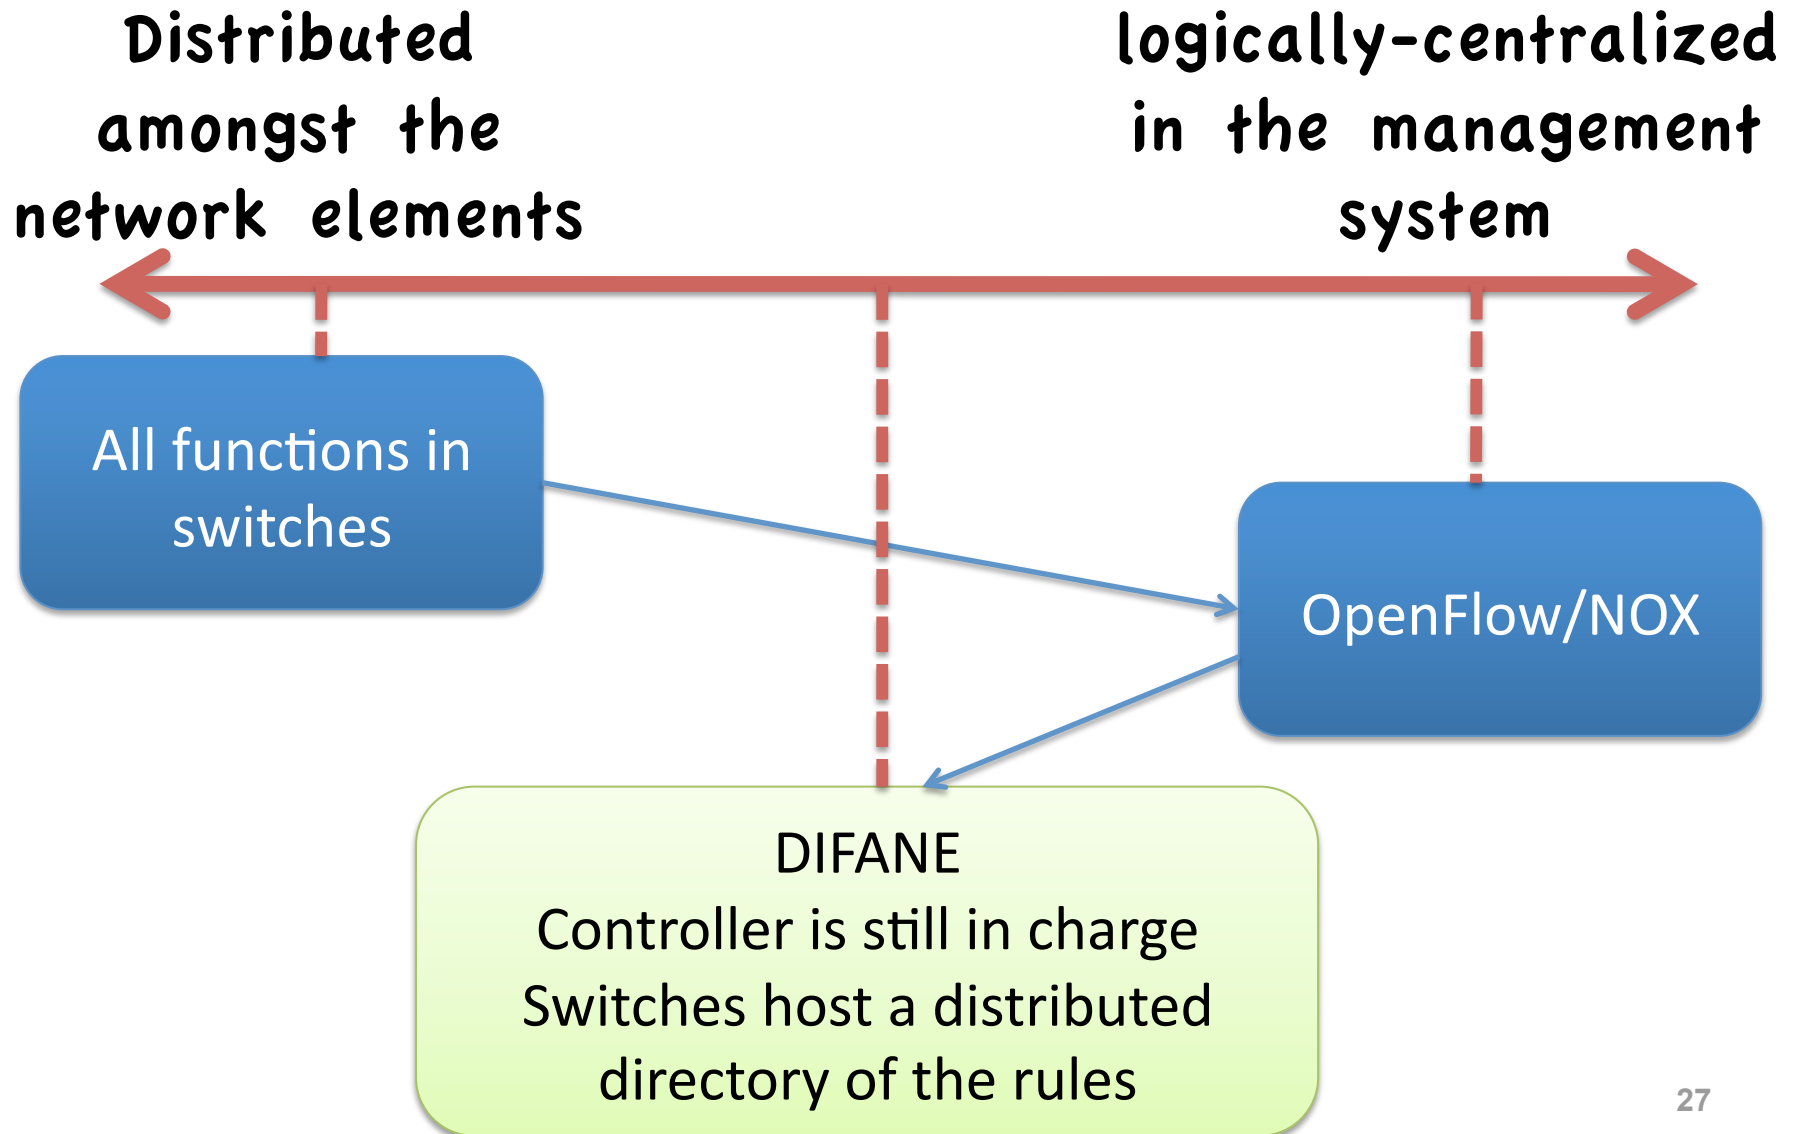 Distributed
amongst the
network elements
logically-centralized
in the management
system
All functions in
switches
OpenFlow/NOX
DIFANE
Controller is still in charge
Switches host a distributed
directory of the rules
27